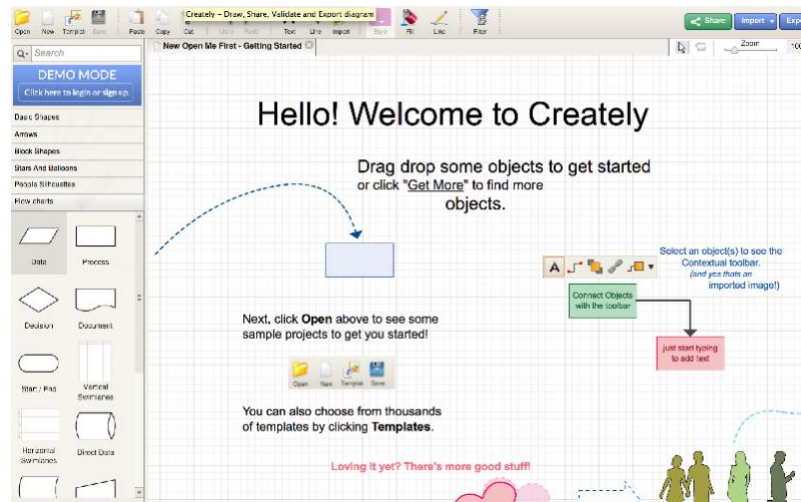 Creately – Draw, Share, Validate and Export diagram
Open New Templat Save Paste Copy Cut Undo Redo Text Line Import Style Fill Line Filter
Share Import Expo
New Open Me First - Getting Started
Zoom 100
Search
DEMO MODE
Click here to login or sign up.
Basic Shapes
Arrows
Block Shapes
Stars And Balloons
People Silhouettes
Flow charts
Data Process
Decision Document
Start / End Vertical
Swimlanes
Horizontal
Swimlanes Direct Data
Hello! Welcome to Creately
Drag drop some objects to get started
or click "Get More" to find more
objects.
Select an object(s) to see the
Contextual toolbar.
(and yes thats an
imported image!)
A
Connect Objects
with the toolbar
just start typing
to add text
Next, click Open above to see some
sample projects to get you started!
Open New Templat Save
You can also choose from thousands
of templates by clicking Templates.
Loving it yet? There's more good stuff!